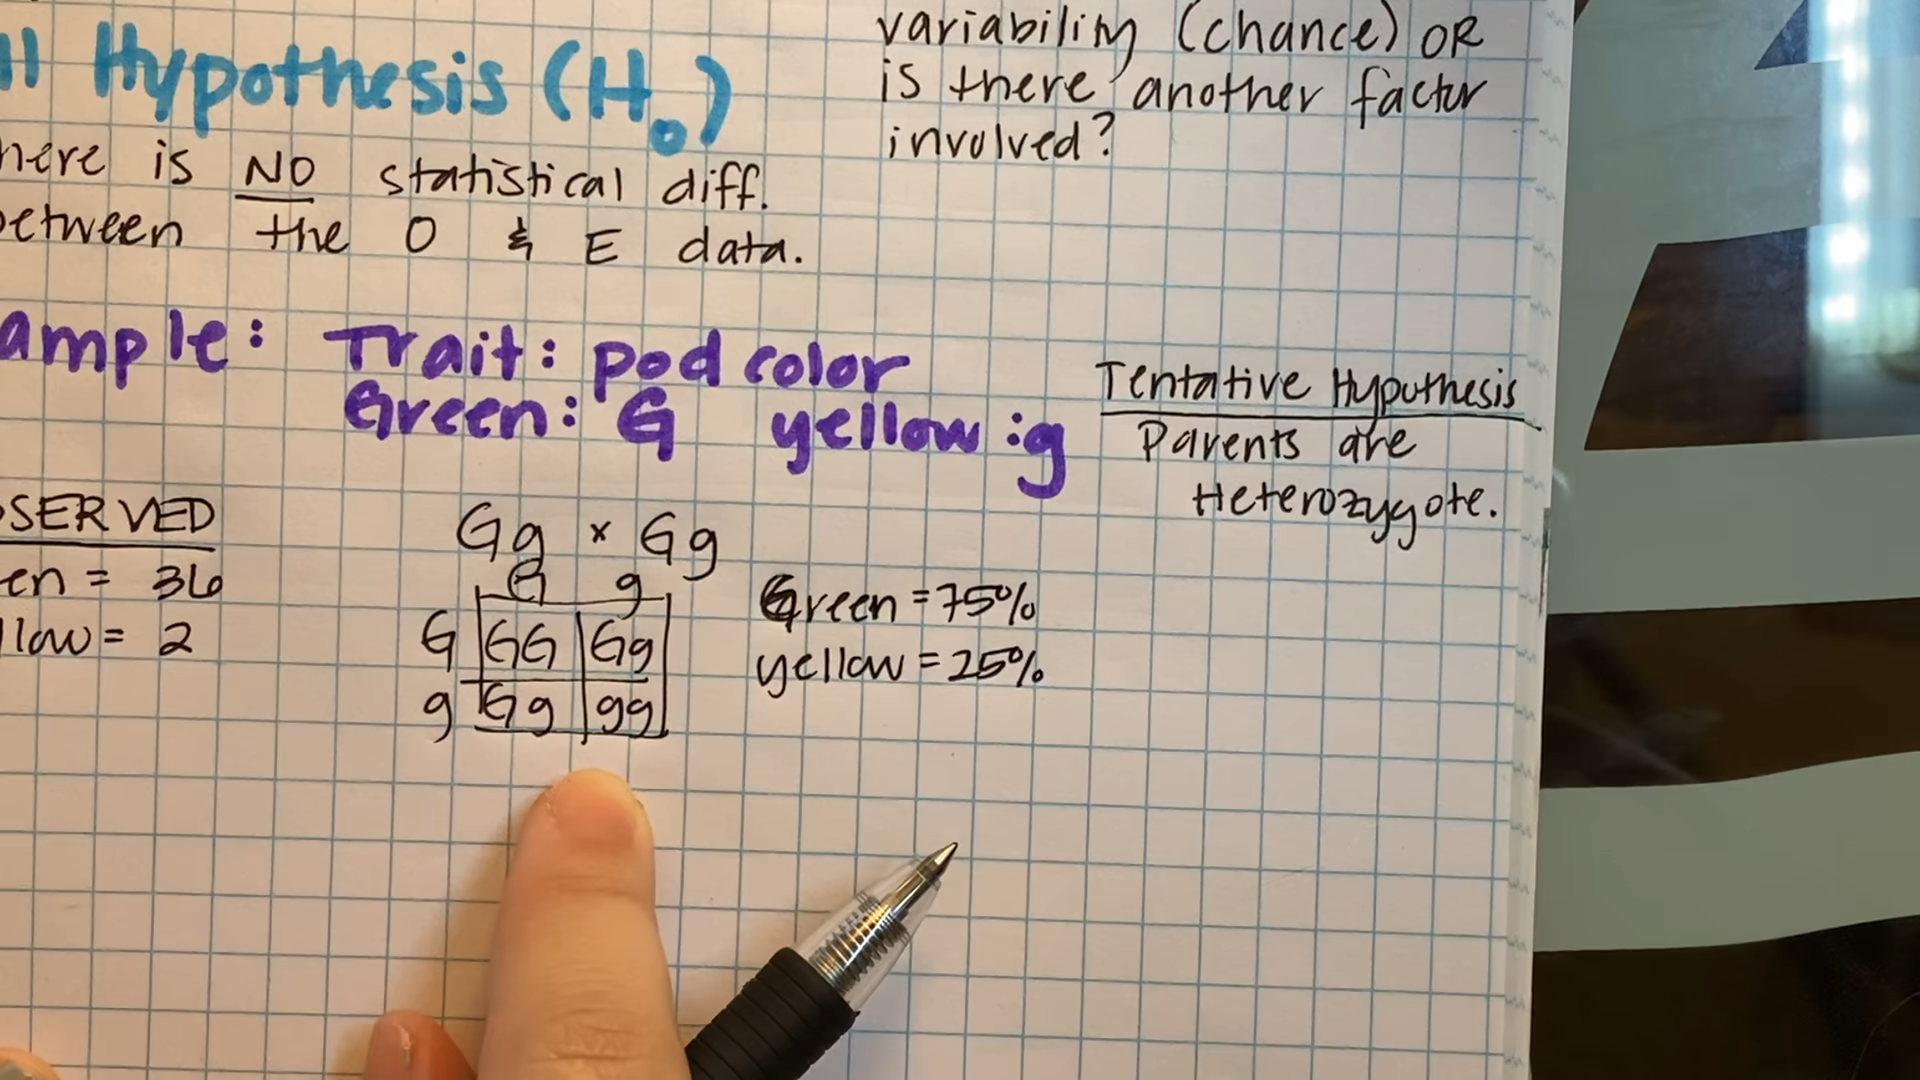 ll Hypothesis (H₀)
here is NO statistical diff.
between the O & E data.
variability (chance) OR
is there another factor
involved?
ample: Trait: pod color
Green: G yellow :g
Tentative Hypothesis
Parents are
Heterozygote.
SERVED
en = 36
llow = 2
Gg × Gg
G g
G GG Gg
g Gg gg
Green = 75%
yellow = 25%